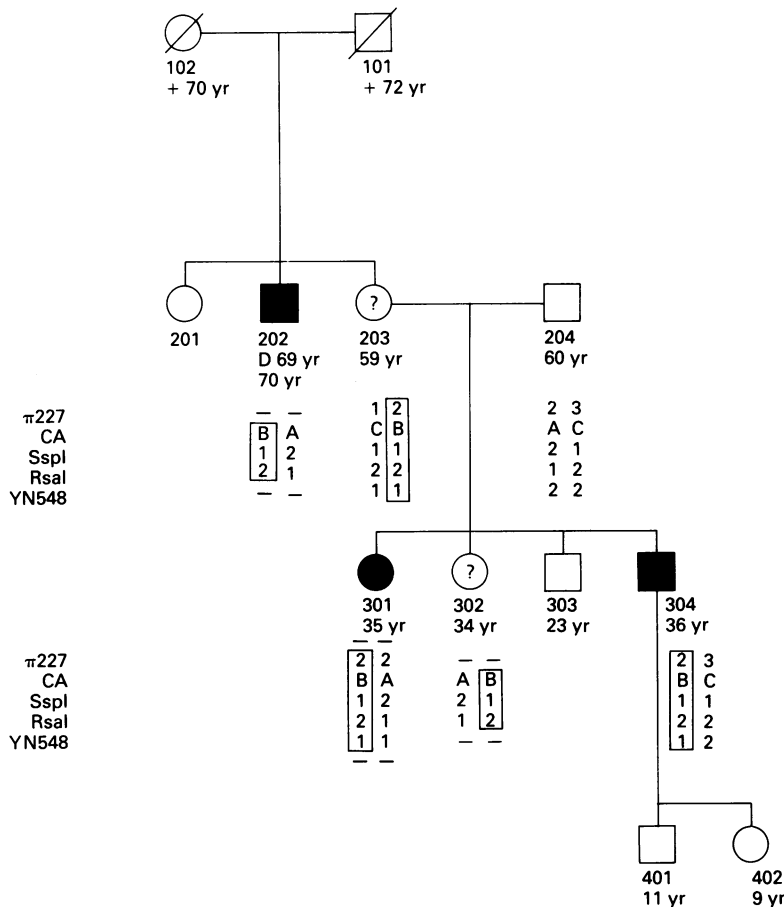 102 101
+ 70 yr + 72 yr
?
201 202 203 204
D 69 yr 59 yr 60 yr
70 yr
π227 – – 1 2 2 3
CA B A C B A C
SspI 1 2 1 1 2 1
RsaI 2 1 2 2 1 2
YN548 – – 1 1 2 2
?
301 302 303 304
35 yr 34 yr 23 yr 36 yr
– –
π227 2 2 – – 2 3
CA B A A B B C
SspI 1 2 2 1 1 1
RsaI 2 1 1 2 2 2
YN548 1 1 – – 1 2
– –
401 402
11 yr 9 yr